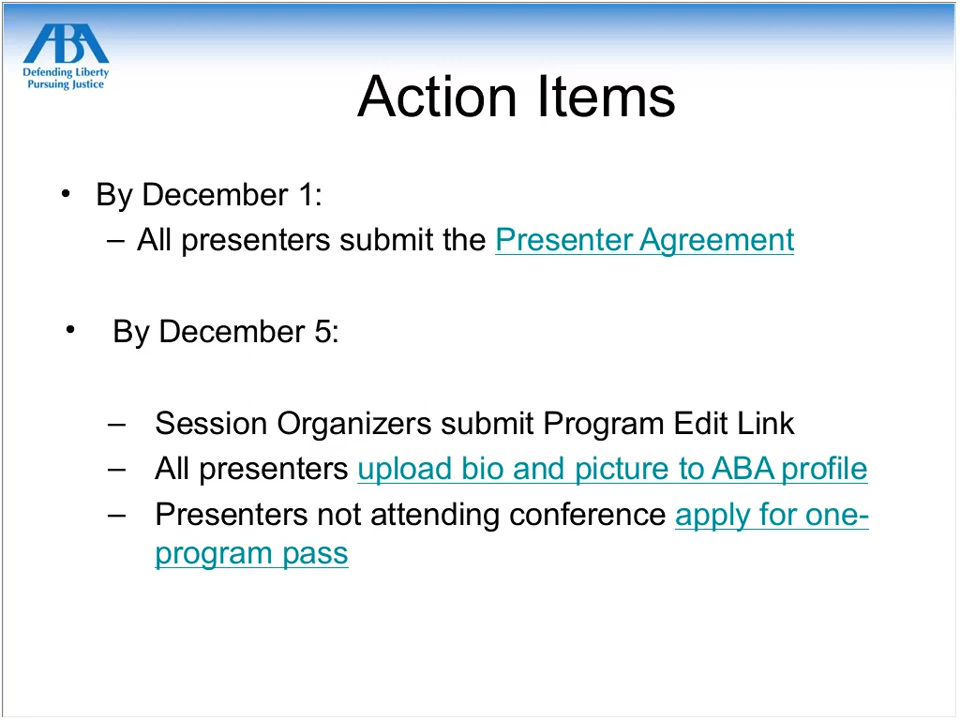 ABA
Defending Liberty
Pursuing Justice
Action Items
• By December 1:
– All presenters submit the Presenter Agreement
• By December 5:
– Session Organizers submit Program Edit Link
– All presenters upload bio and picture to ABA profile
– Presenters not attending conference apply for one-
program pass